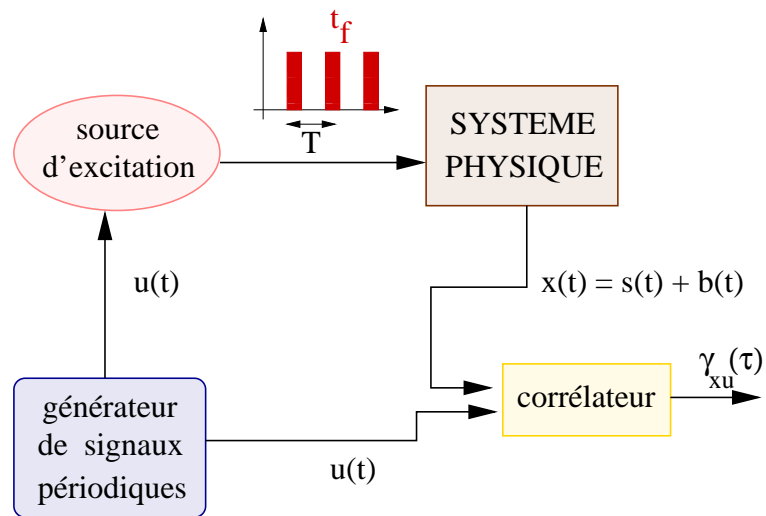 t_f
T
source
d'excitation
SYSTEME
PHYSIQUE
u(t)
x(t) = s(t) + b(t)
générateur
de signaux
périodiques
u(t)
corrélateur
γ_xu(τ)